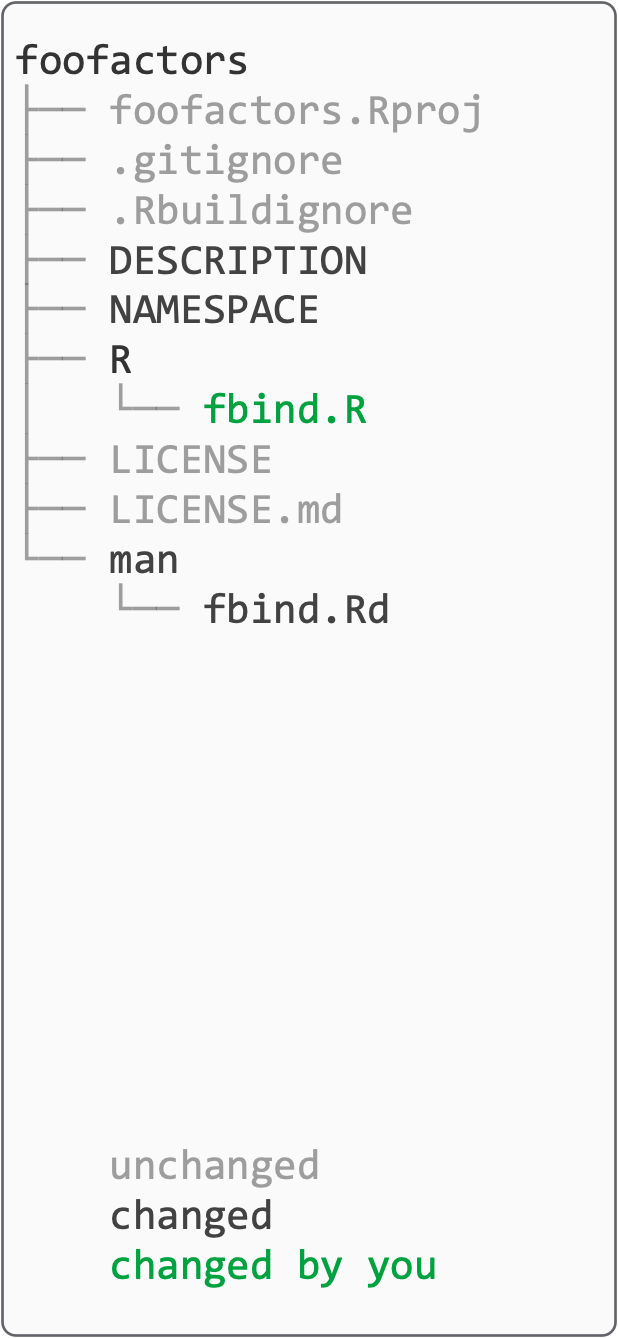 foofactors
├── foofactors.Rproj
├── .gitignore
├── .Rbuildignore
├── DESCRIPTION
├── NAMESPACE
├── R
    └── fbind.R
├── LICENSE
├── LICENSE.md
└── man
    └── fbind.Rd
unchanged
changed
changed by you